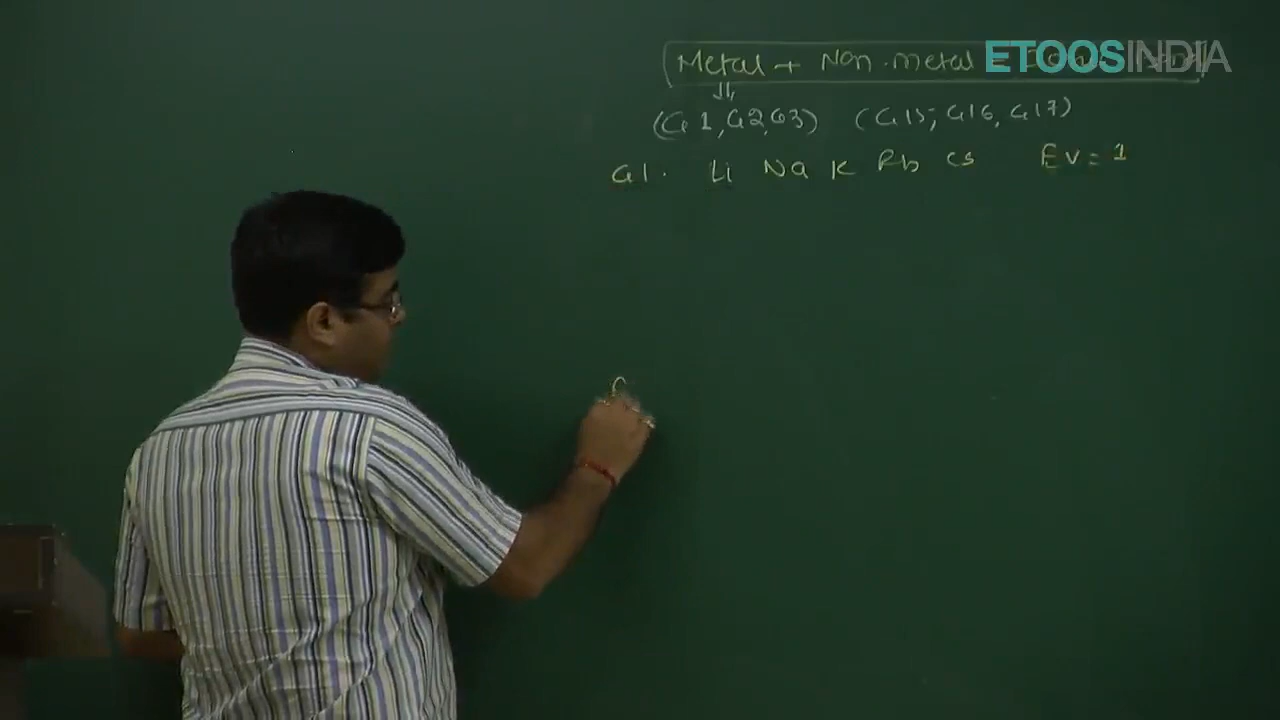 ETOOSINDIA
Metal + Non.metal =
(G1, G2, G3) (G15, G16, G17)
G1. Li Na K Rb Cs EV = 1